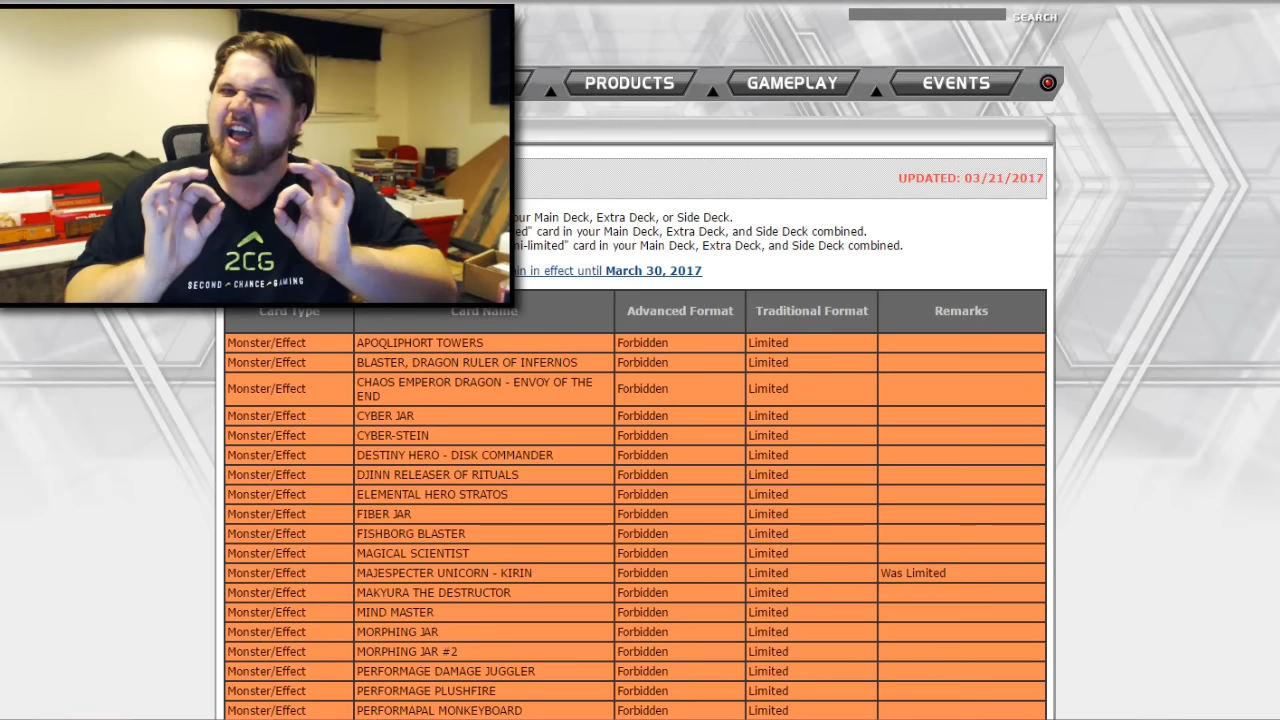 SEARCH
PRODUCTS GAMEPLAY EVENTS
UPDATED: 03/21/2017
2CG
SECOND CHANCE GAMING
our Main Deck, Extra Deck, or Side Deck.
ed" card in your Main Deck, Extra Deck, and Side Deck combined.
mi-limited" card in your Main Deck, Extra Deck, and Side Deck combined.
in in effect until March 30, 2017
Card Type Card Name Advanced Format Traditional Format Remarks
Monster/Effect APOQLIPHORT TOWERS Forbidden Limited
Monster/Effect BLASTER, DRAGON RULER OF INFERNOS Forbidden Limited
Monster/Effect CHAOS EMPEROR DRAGON - ENVOY OF THE END Forbidden Limited
Monster/Effect CYBER JAR Forbidden Limited
Monster/Effect CYBER-STEIN Forbidden Limited
Monster/Effect DESTINY HERO - DISK COMMANDER Forbidden Limited
Monster/Effect DJINN RELEASER OF RITUALS Forbidden Limited
Monster/Effect ELEMENTAL HERO STRATOS Forbidden Limited
Monster/Effect FIBER JAR Forbidden Limited
Monster/Effect FISHBORG BLASTER Forbidden Limited
Monster/Effect MAGICAL SCIENTIST Forbidden Limited
Monster/Effect MAJESPECTER UNICORN - KIRIN Forbidden Limited Was Limited
Monster/Effect MAKYURA THE DESTRUCTOR Forbidden Limited
Monster/Effect MIND MASTER Forbidden Limited
Monster/Effect MORPHING JAR Forbidden Limited
Monster/Effect MORPHING JAR #2 Forbidden Limited
Monster/Effect PERFORMAGE DAMAGE JUGGLER Forbidden Limited
Monster/Effect PERFORMAGE PLUSHFIRE Forbidden Limited
Monster/Effect PERFORMAPAL MONKEYBOARD Forbidden Limited